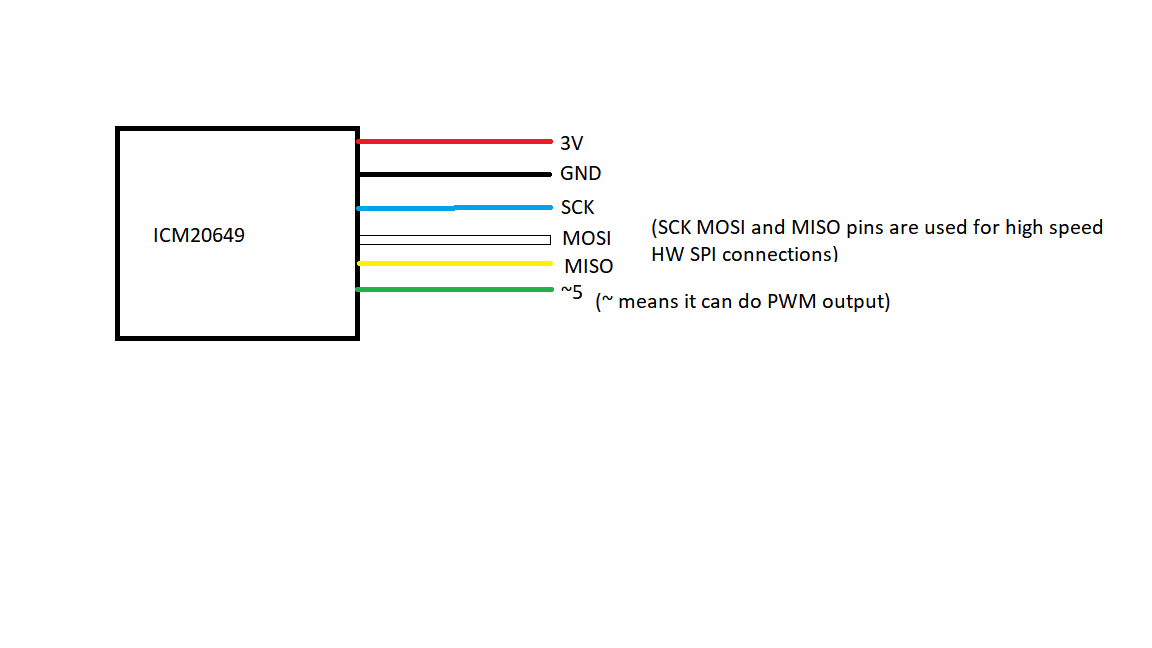 3V
GND
SCK
ICM20649
MOSI
(SCK MOSI and MISO pins are used for high speed
HW SPI connections)
MISO
~5
(~ means it can do PWM output)